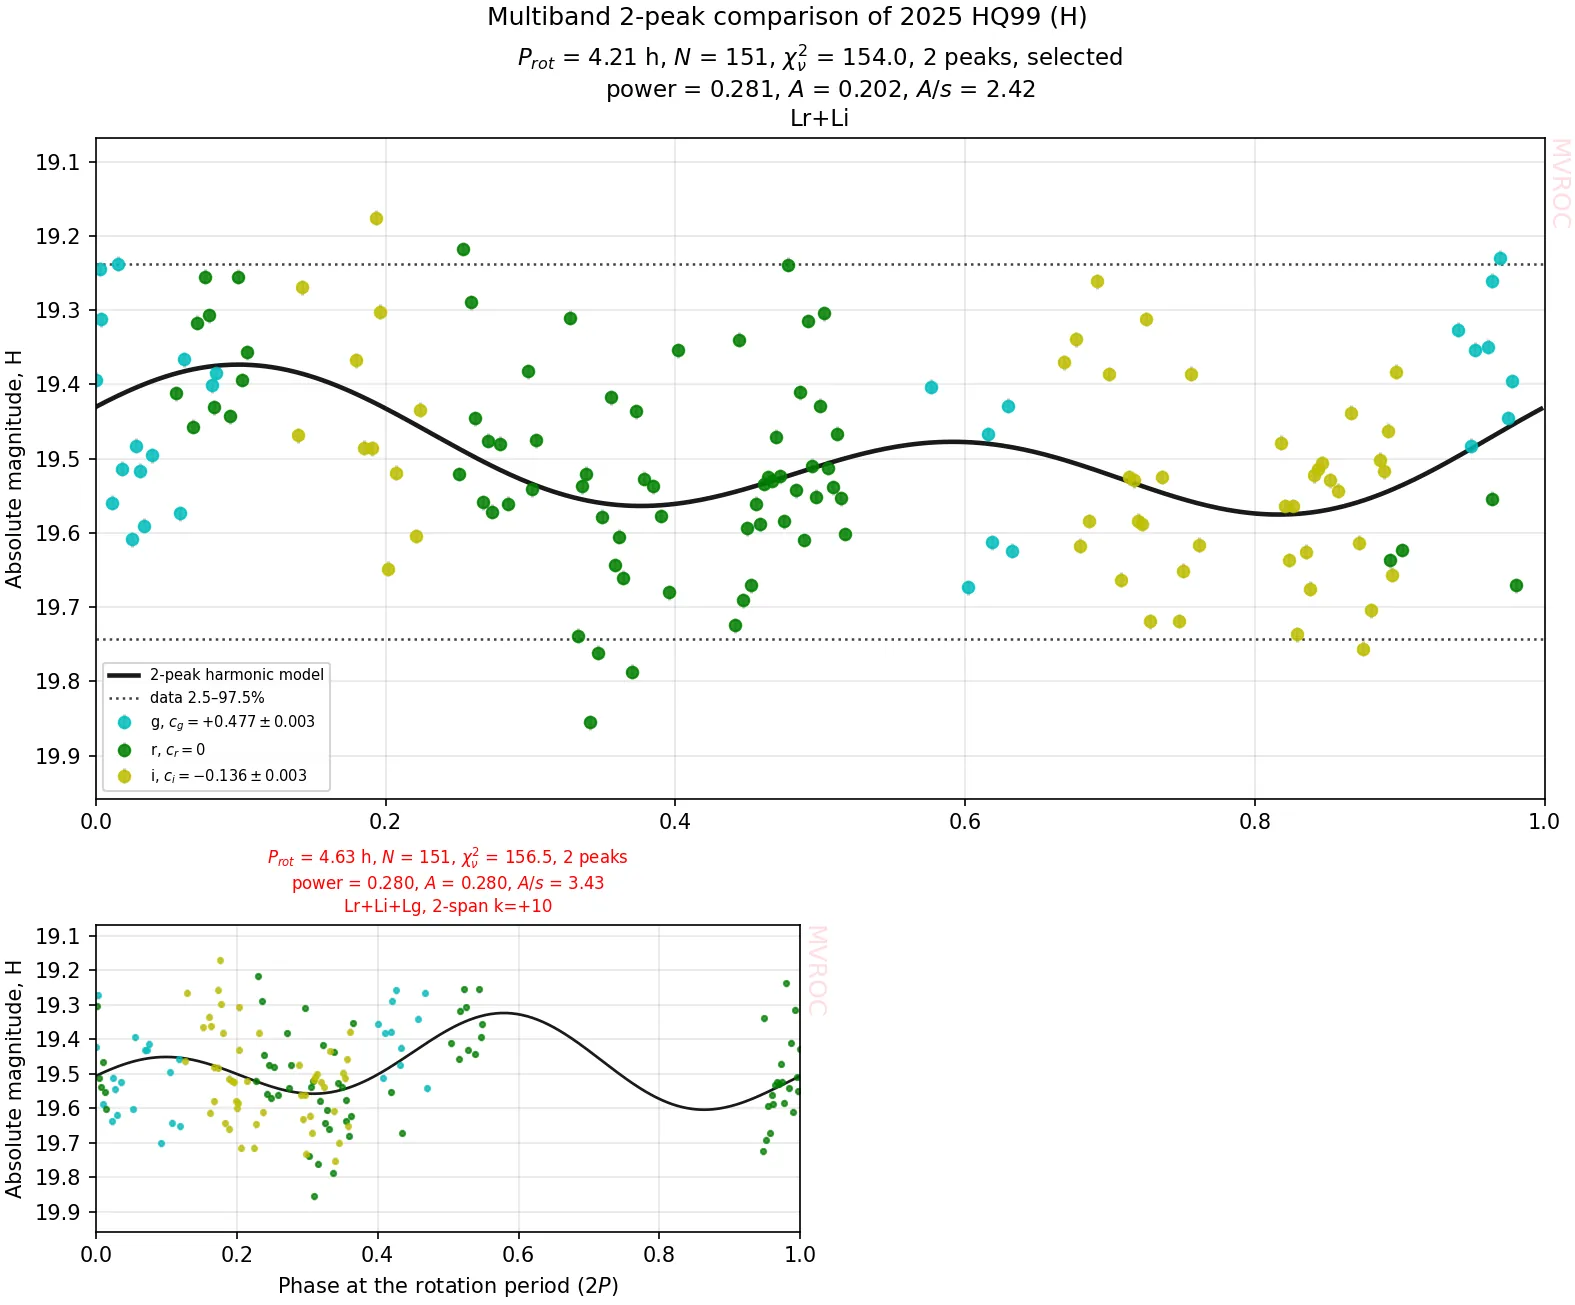 Multiband 2-peak comparison of 2025 HQ99 (H)
P_rot = 4.21 h, N = 151, χ²_ν = 154.0, 2 peaks, selected
power = 0.281, A = 0.202, A/s = 2.42
Lr+Li
MVROC
Absolute magnitude, H
19.1
19.2
19.3
19.4
19.5
19.6
19.7
19.8
19.9
2-peak harmonic model
data 2.5–97.5%
g, c_g = +0.477 ± 0.003
r, c_r = 0
i, c_i = −0.136 ± 0.003
0.0 0.2 0.4 0.6 0.8 1.0
P_rot = 4.63 h, N = 151, χ²_ν = 156.5, 2 peaks
power = 0.280, A = 0.280, A/s = 3.43
Lr+Li+Lg, 2-span k=+10
MVROC
Absolute magnitude, H
19.1
19.2
19.3
19.4
19.5
19.6
19.7
19.8
19.9
0.0 0.2 0.4 0.6 0.8 1.0
Phase at the rotation period (2P)